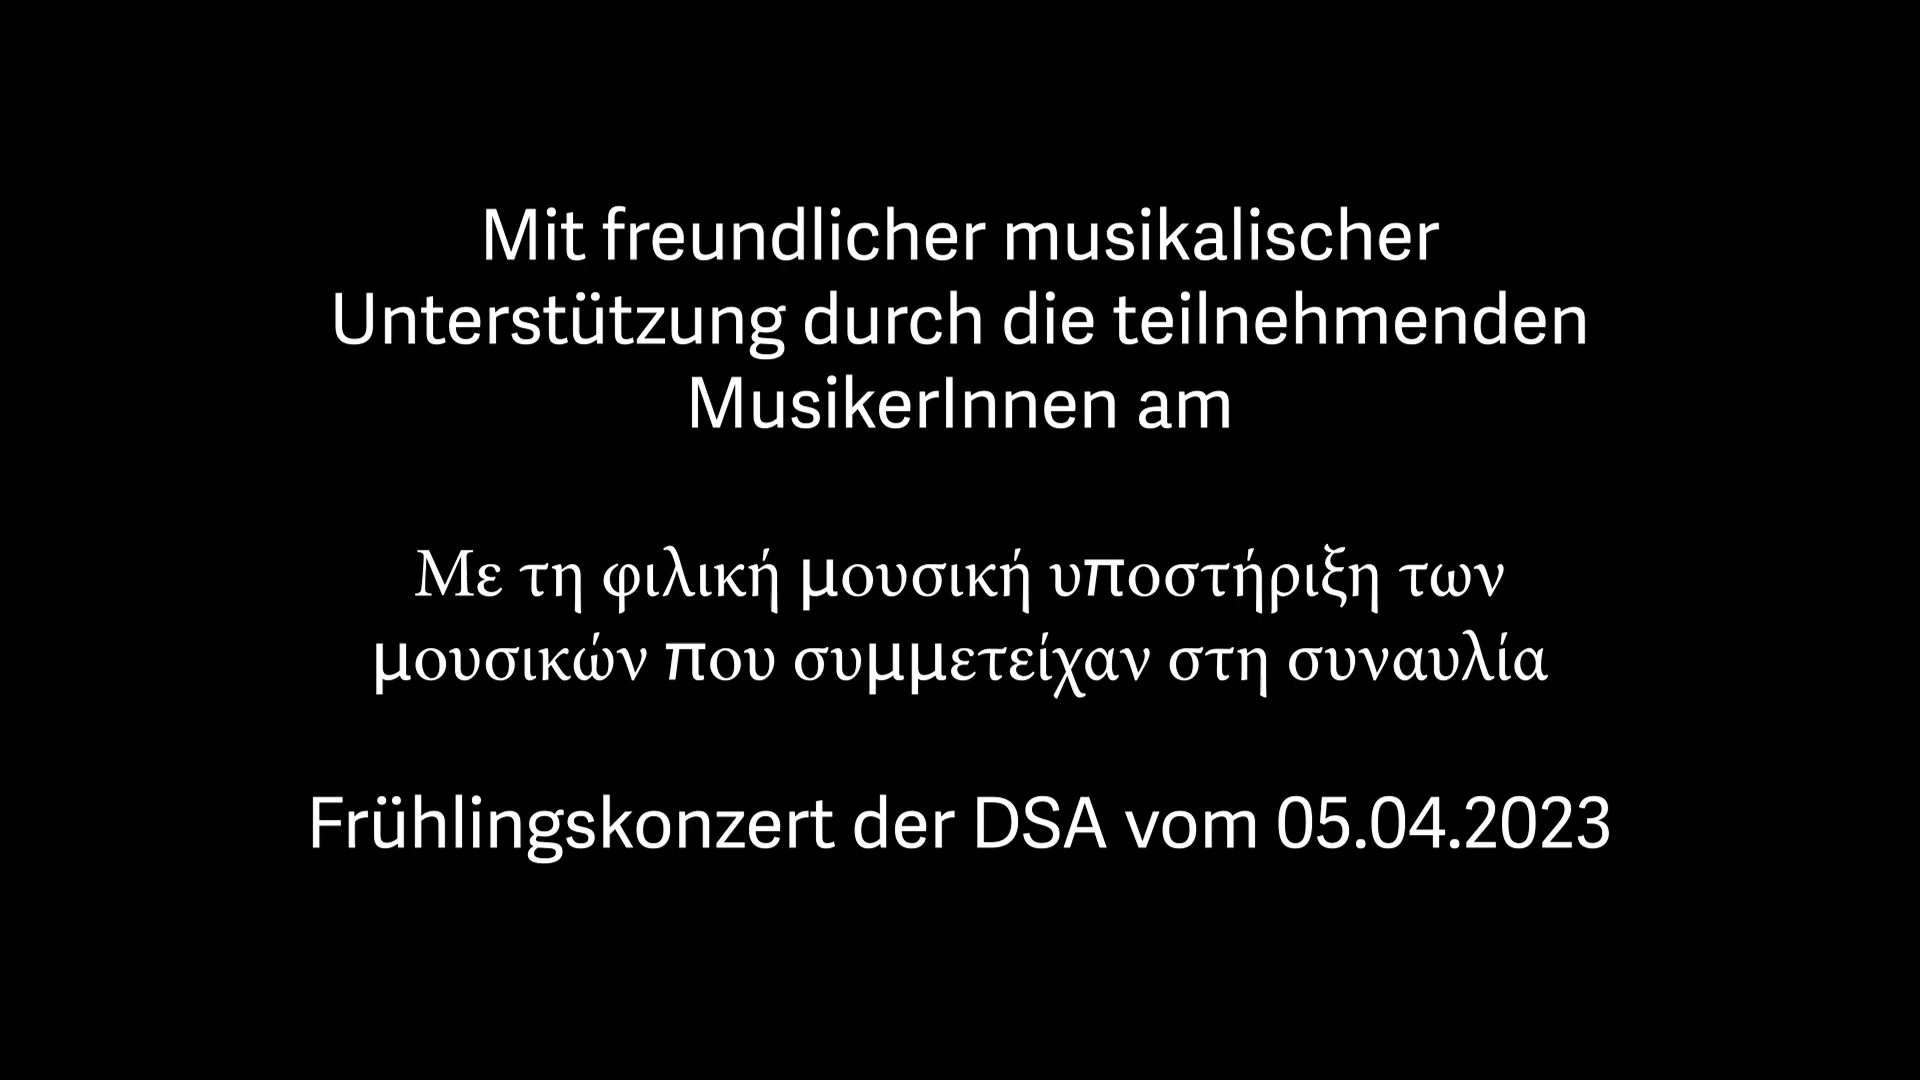 Mit freundlicher musikalischer
Unterstützung durch die teilnehmenden
MusikerInnen am
Με τη φιλική μουσική υποστήριξη των
μουσικών που συμμετείχαν στη συναυλία
Frühlingskonzert der DSA vom 05.04.2023